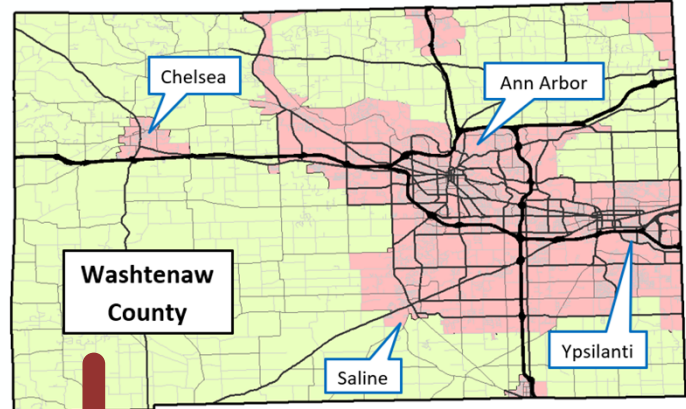 Chelsea
Ann Arbor
Washtenaw
County
Saline
Ypsilanti